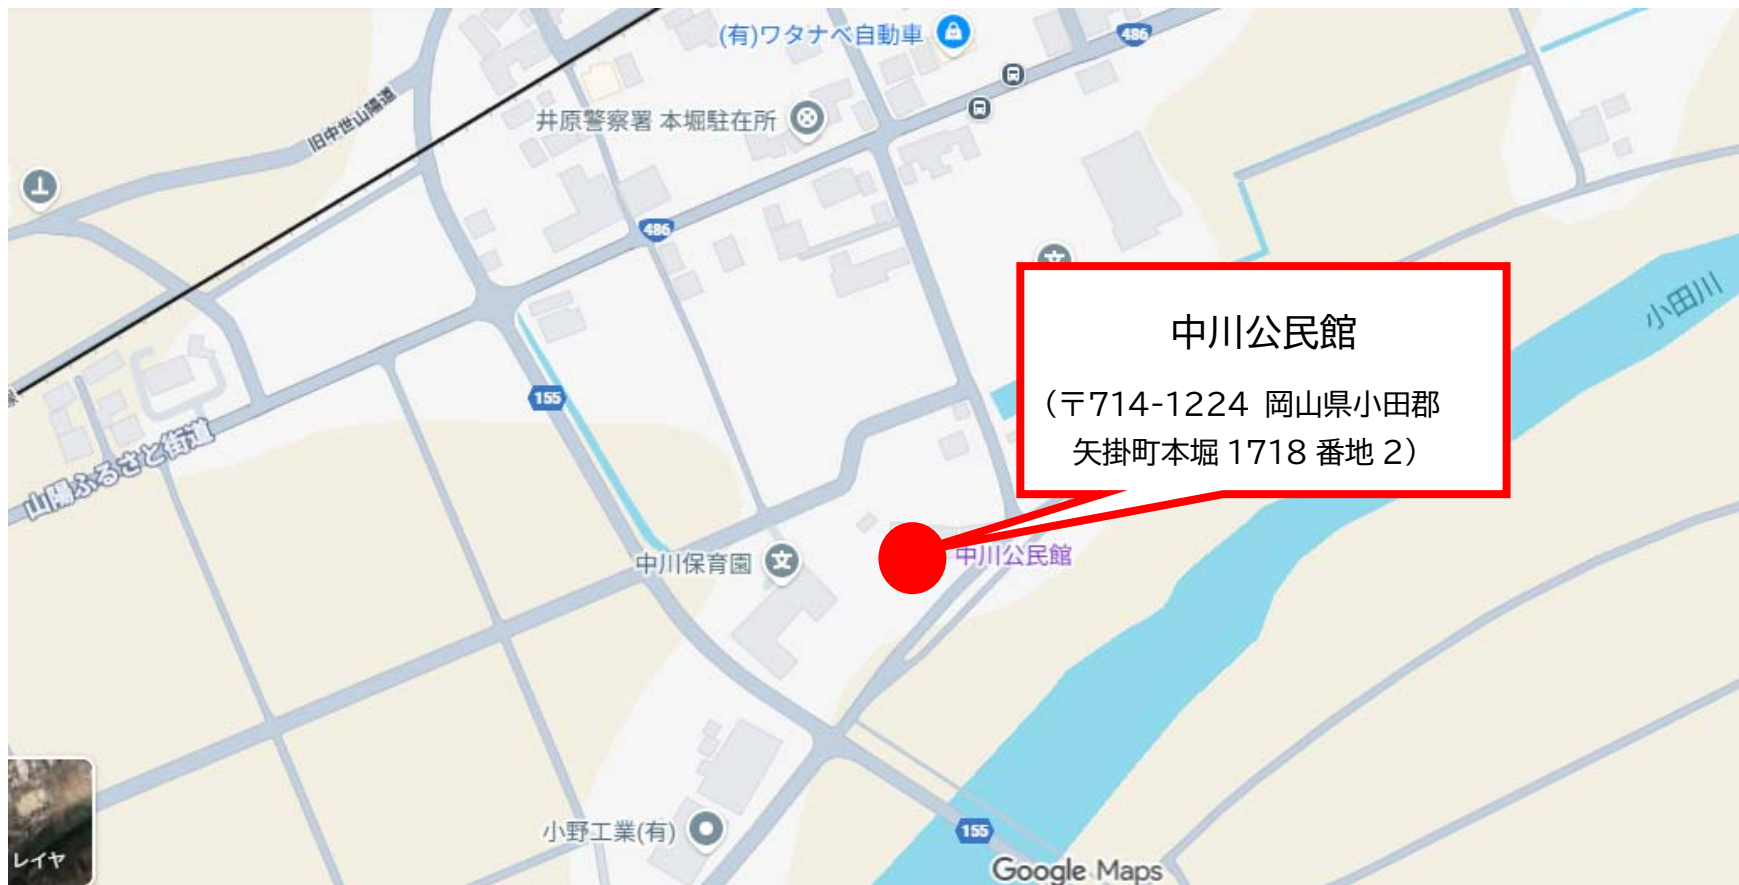 (有)ワタナベ自動車
486
旧中世山陽道
井原警察署 本堀駐在所
486
小田川
中川公民館
（〒714-1224 岡山県小田郡
矢掛町本堀 1718 番地 2）
155
山陽ふるさと街道
中川保育園
中川公民館
小野工業(有)
155
レイヤ
Google Maps